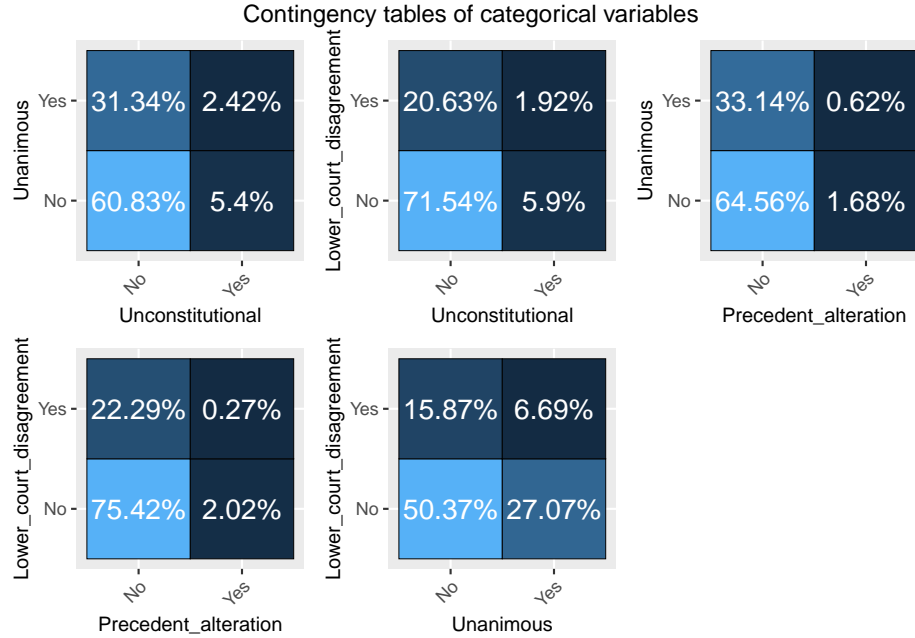 Contingency tables of categorical variables
Unanimous
Yes
No
31.34% 2.42%
60.83% 5.4%
No
Yes
Unconstitutional
Lower_court_disagreement
Yes
No
20.63% 1.92%
71.54% 5.9%
No
Yes
Unconstitutional
Unanimous
Yes
No
33.14% 0.62%
64.56% 1.68%
No
Yes
Precedent_alteration
Lower_court_disagreement
Yes
No
22.29% 0.27%
75.42% 2.02%
No
Yes
Precedent_alteration
Lower_court_disagreement
Yes
No
15.87% 6.69%
50.37% 27.07%
No
Yes
Unanimous